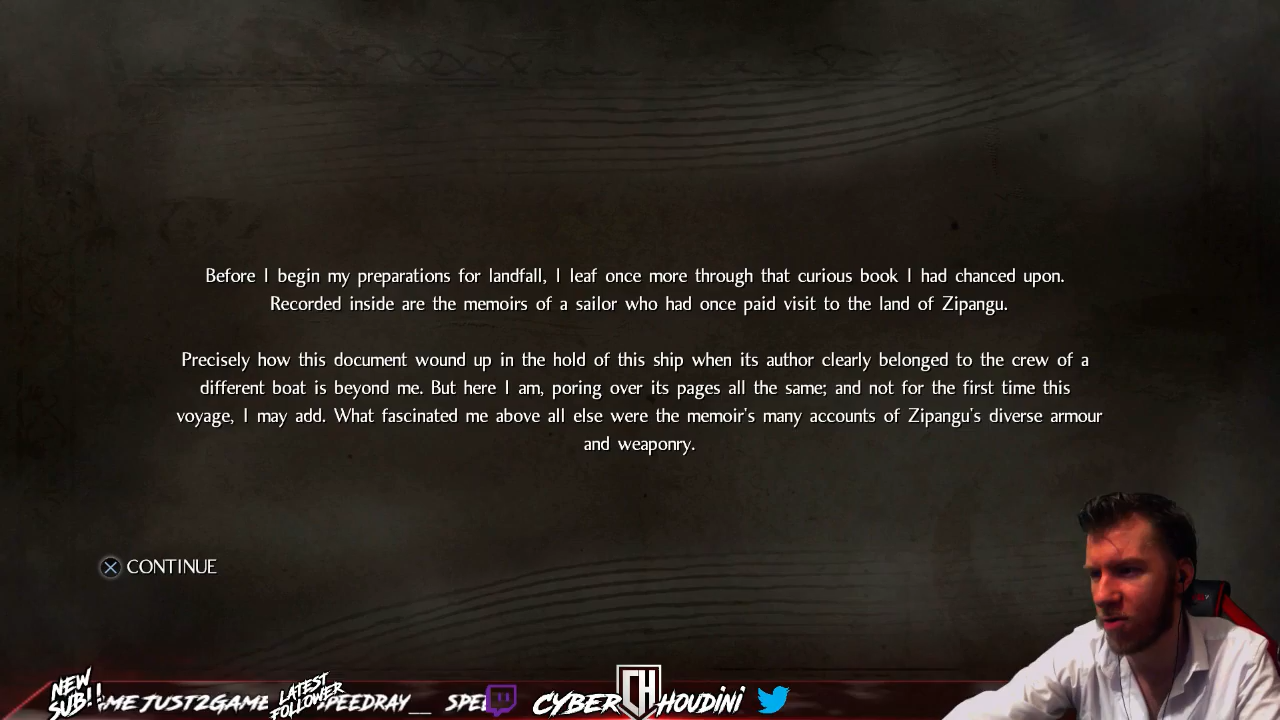 Before I begin my preparations for landfall, I leaf once more through that curious book I had chanced upon.
Recorded inside are the memoirs of a sailor who had once paid visit to the land of Zipangu.
Precisely how this document wound up in the hold of this ship when its author clearly belonged to the crew of a
different boat is beyond me. But here I am, poring over its pages all the same; and not for the first time this
voyage, I may add. What fascinated me above all else were the memoir's many accounts of Zipangu's diverse armour
and weaponry.
CONTINUE
NEW
SUB!!
ME JUST2GAME
LATEST
FOLLOWER
SPEEDRAY__ SPE
CYBER CH HOUDINI